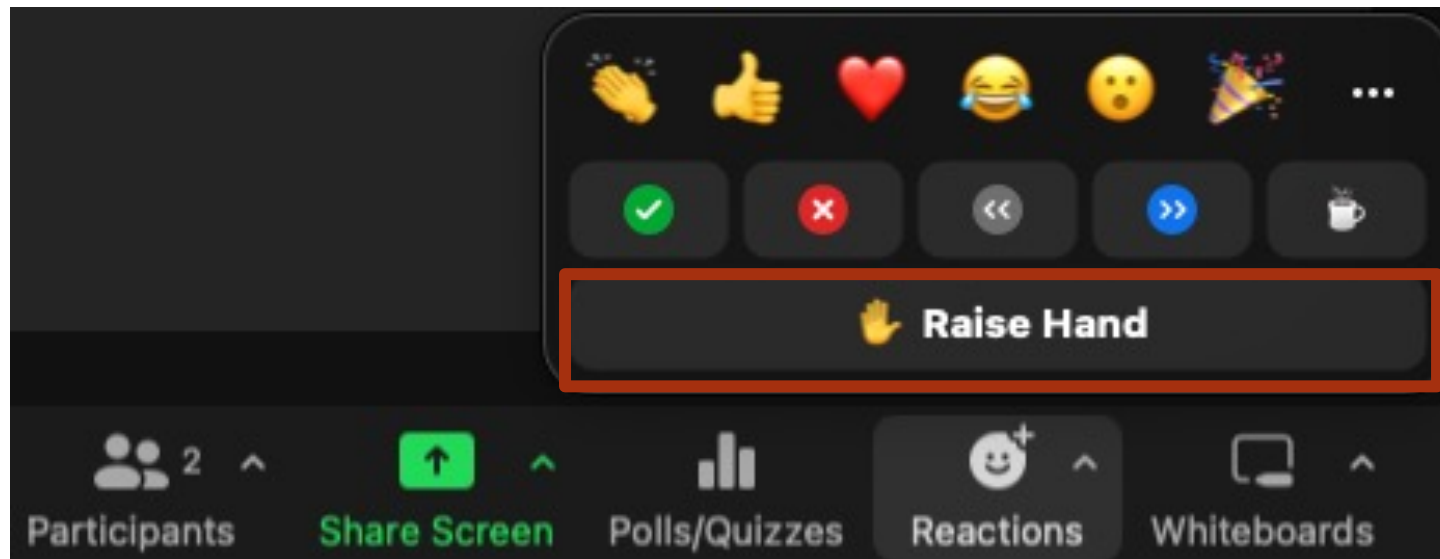 Raise Hand
2
Participants
Share Screen
Polls/Quizzes
Reactions
Whiteboards